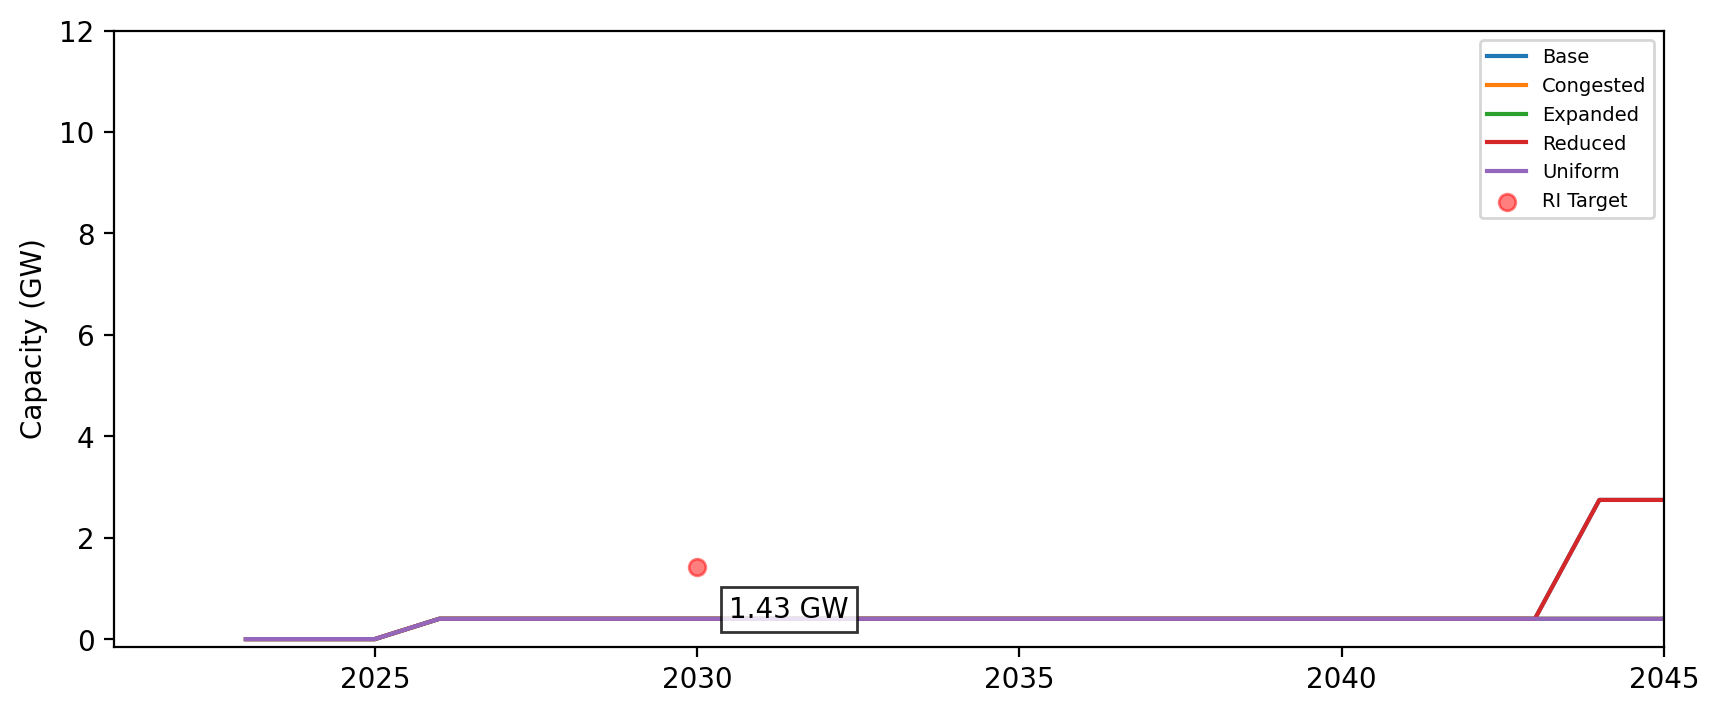 12
10
8
6
4
2
0
Capacity (GW)
Base
Congested
Expanded
Reduced
Uniform
RI Target
1.43 GW
2025 2030 2035 2040 2045